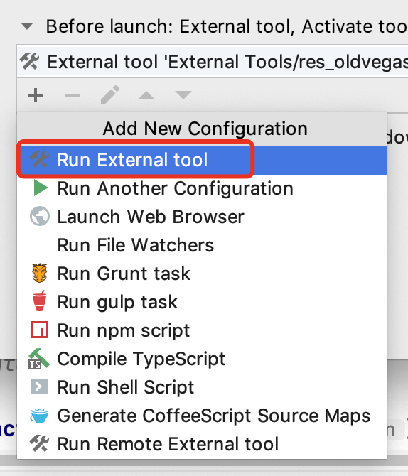 Before launch: External tool, Activate too
External tool 'External Tools/res_oldvegas
Add New Configuration
Run External tool
Run Another Configuration
Launch Web Browser
Run File Watchers
Run Grunt task
Run gulp task
Run npm script
TS Compile TypeScript
Run Shell Script
Generate CoffeeScript Source Maps
Run Remote External tool